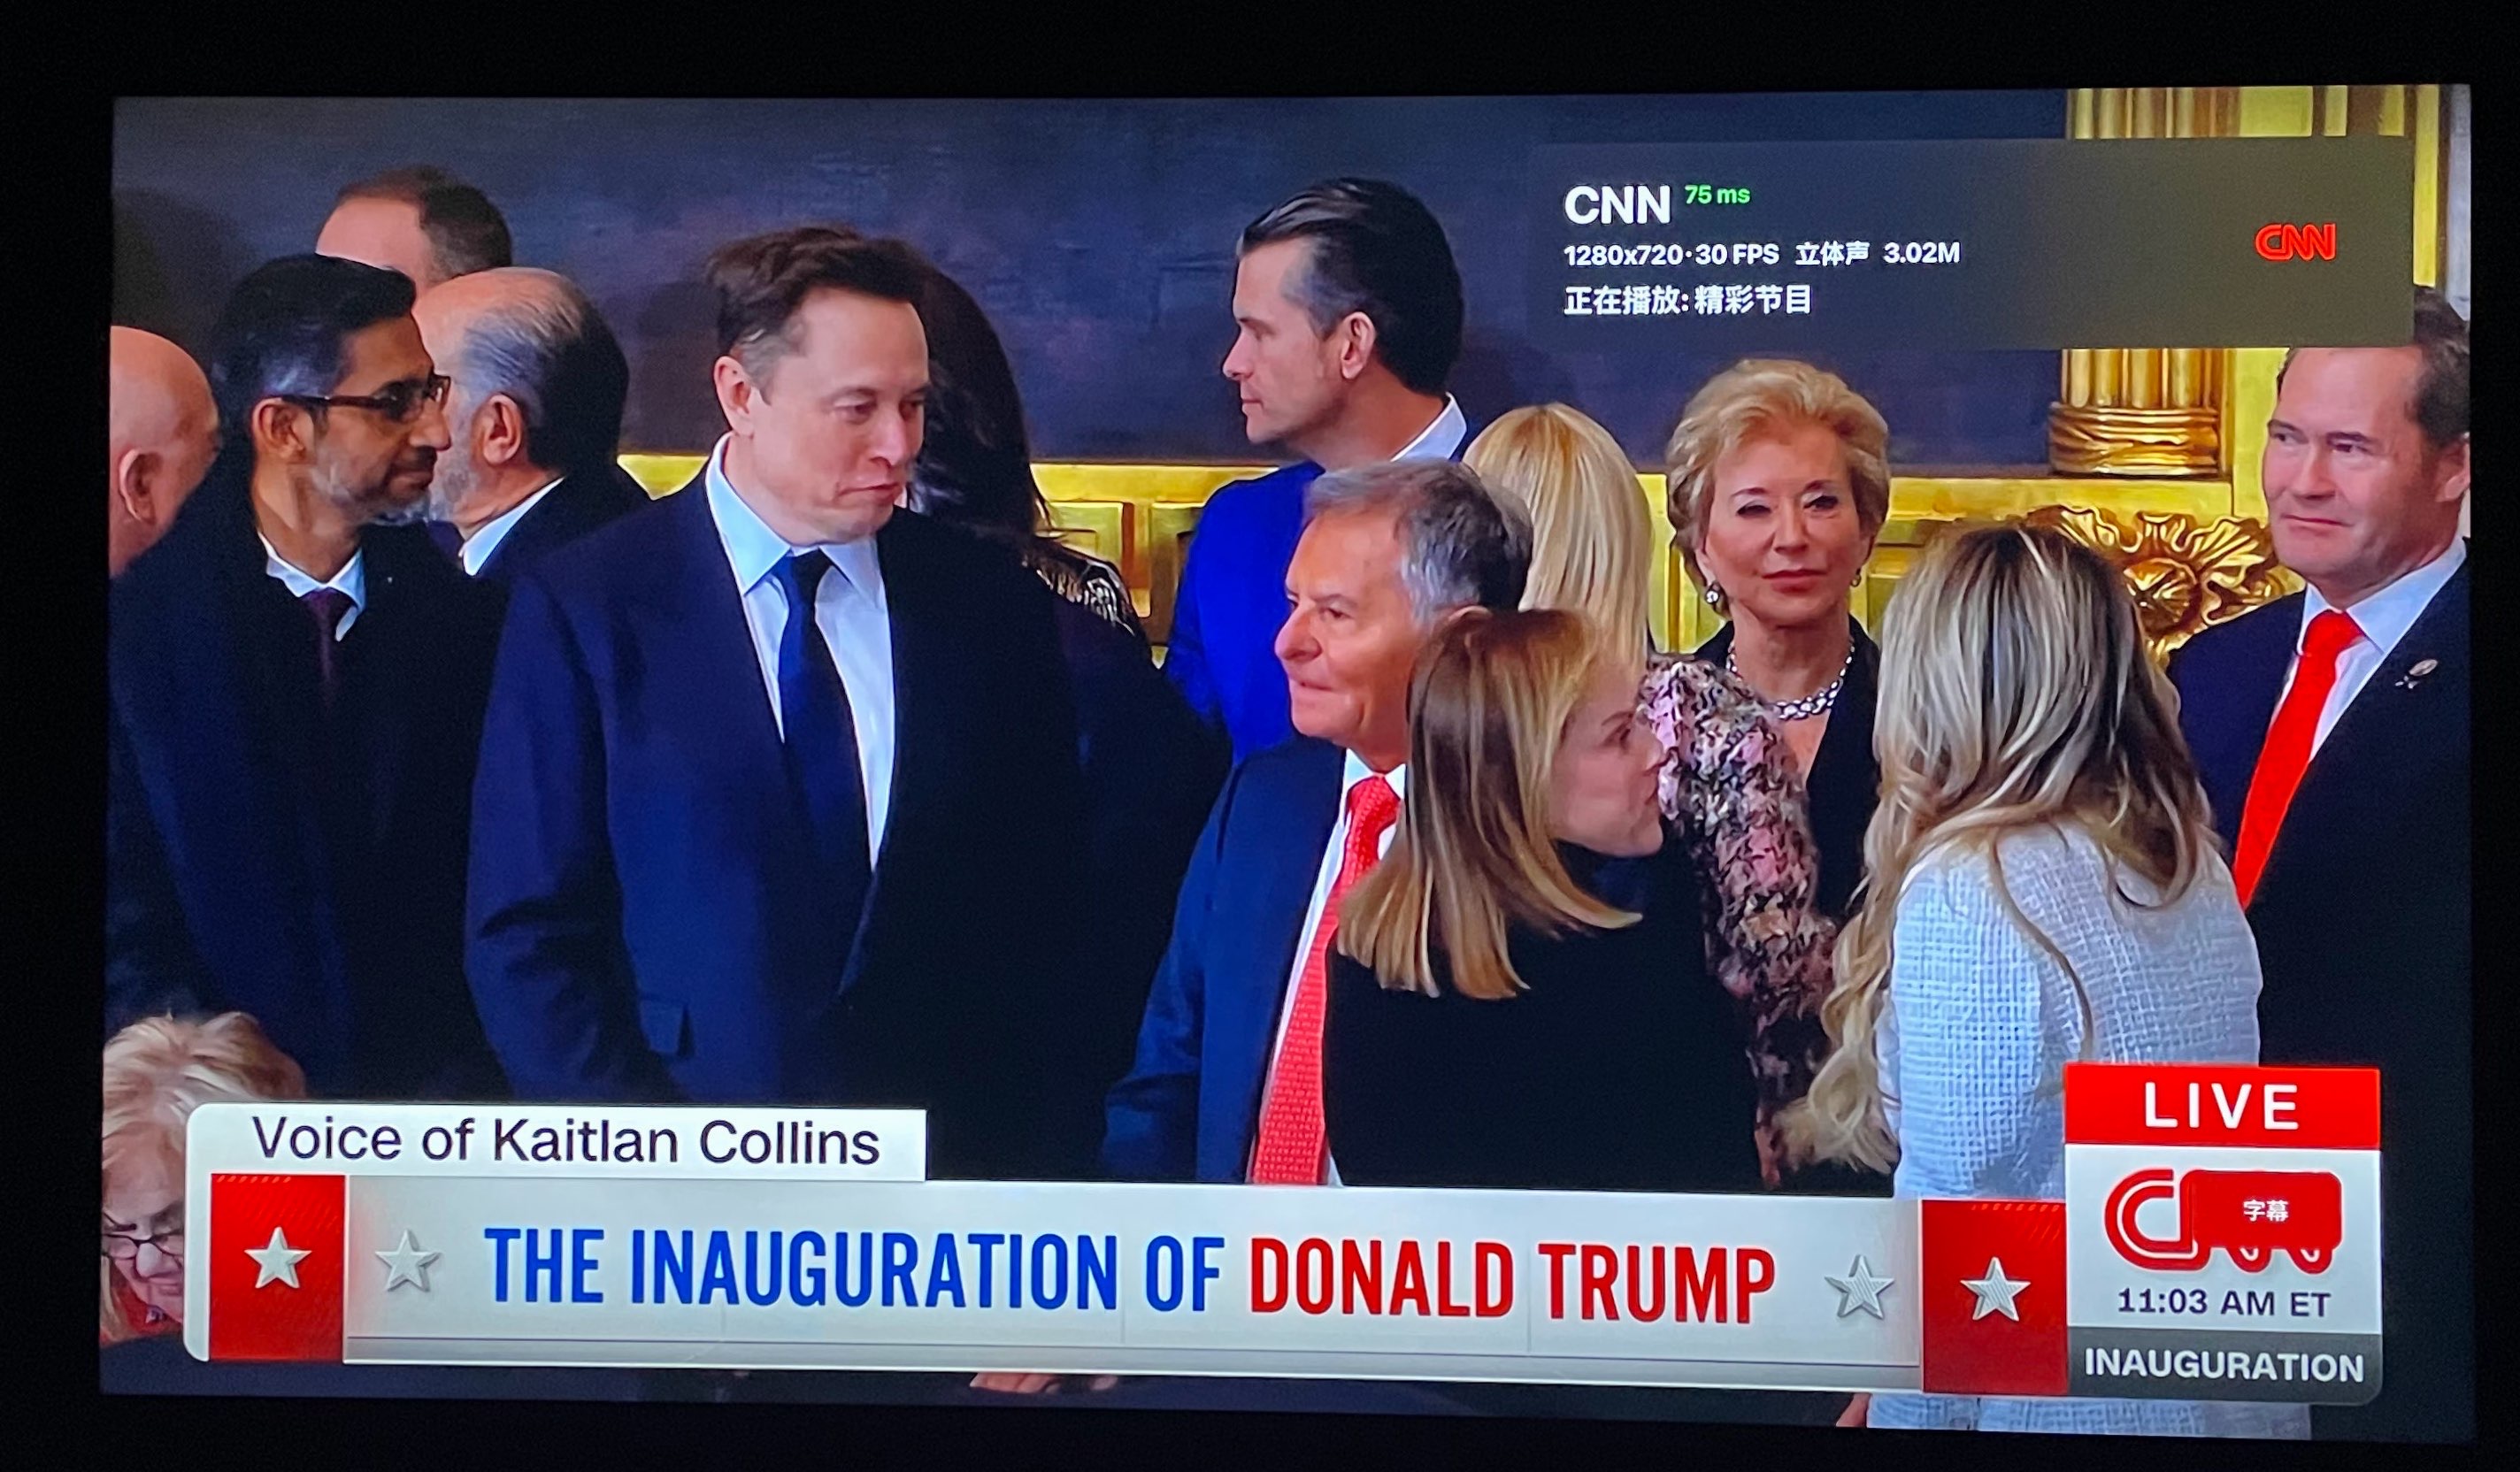 CNN 75 ms
1280x720·30 FPS 立体声 3.02M
正在播放: 精彩节目
CNN
Voice of Kaitlan Collins
THE INAUGURATION OF DONALD TRUMP
LIVE
字幕
11:03 AM ET
INAUGURATION